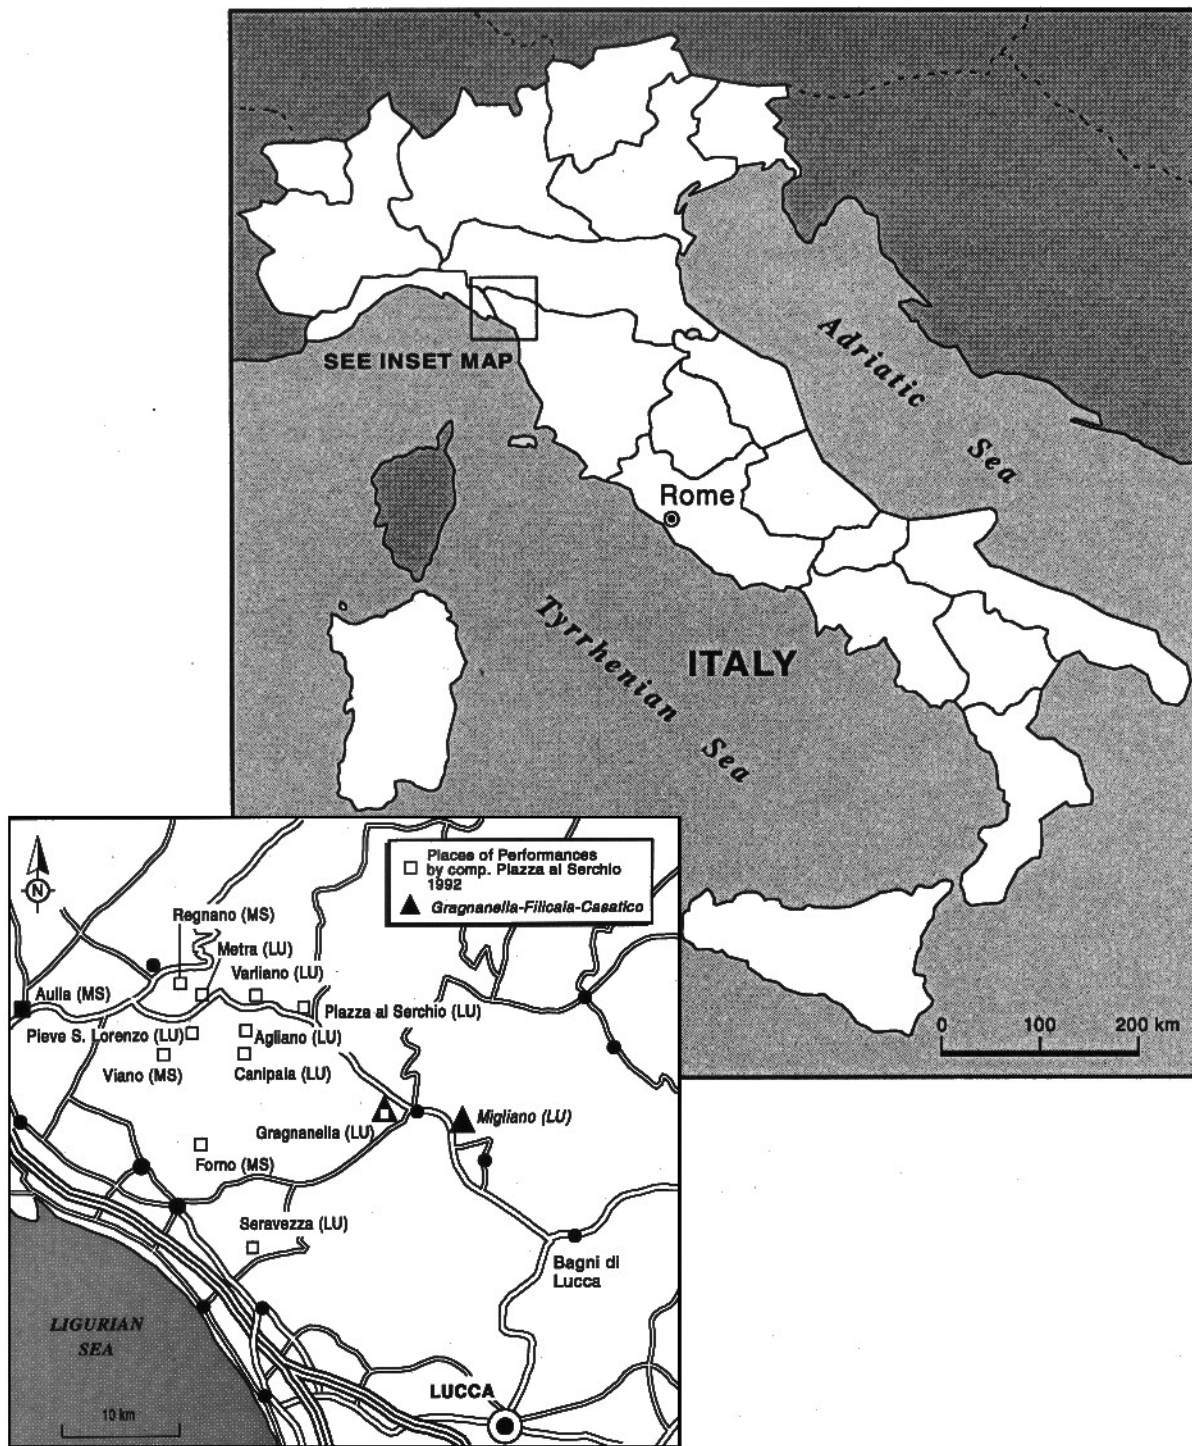 Adriatic
Sea
SEE INSET MAP
Rome
Tyrrhenian
Sea
ITALY
0 100 200 km
N
Places of Performances
by comp. Piazza al Serchio
1992
Gragnanella-Filicaia-Casatico
Regnano (MS)
Metra (LU)
Varliano (LU)
Aulla (MS)
Piazza al Serchio (LU)
Pieve S. Lorenzo (LU)
Agliano (LU)
Viano (MS)
Canipaia (LU)
Gragnanella (LU)
Migliano (LU)
Forno (MS)
Seravezza (LU)
Bagni di
Lucca
LIGURIAN
SEA
LUCCA
10 km